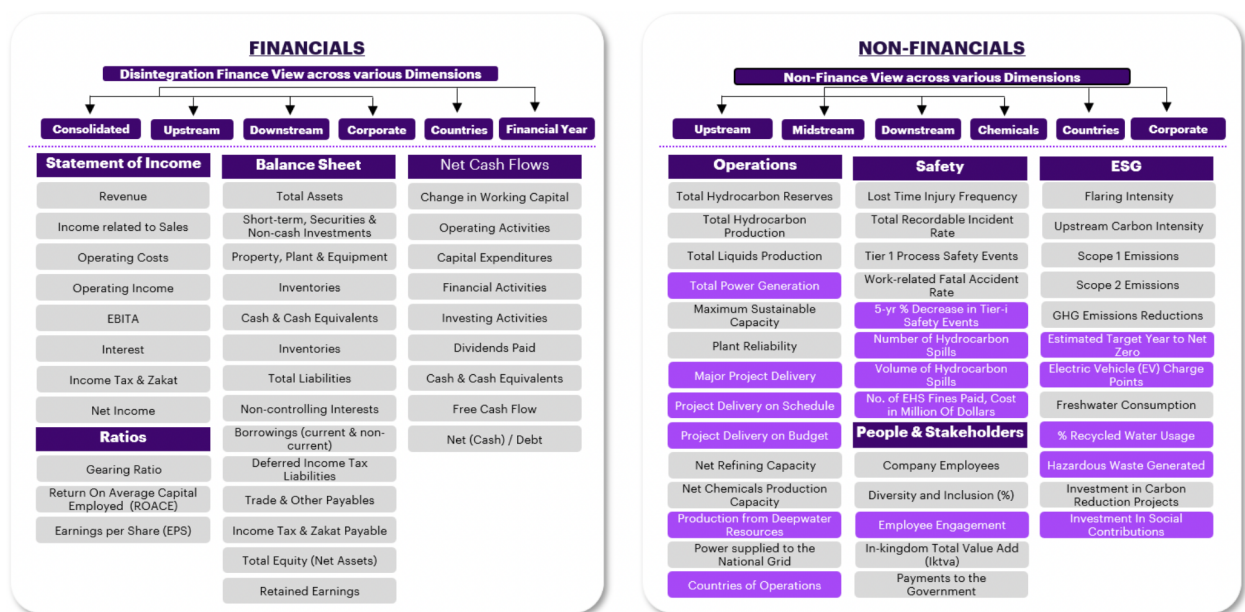 FINANCIALS
Disintegration Finance View across various Dimensions
Consolidated
Upstream
Downstream
Corporate
Countries
Financial Year
Statement of Income
Revenue
Income related to Sales
Operating Costs
Operating Income
EBITA
Interest
Income Tax & Zakat
Net Income
Ratios
Gearing Ratio
Return On Average Capital
Employed (ROACE)
Earnings per Share (EPS)
Balance Sheet
Total Assets
Short-term, Securities &
Non-cash Investments
Property, Plant & Equipment
Inventories
Cash & Cash Equivalents
Inventories
Total Liabilities
Non-controlling Interests
Borrowings (current & non-
current)
Deferred Income Tax
Liabilities
Trade & Other Payables
Income Tax & Zakat Payable
Total Equity (Net Assets)
Retained Earnings
Net Cash Flows
Change in Working Capital
Operating Activities
Capital Expenditures
Financial Activities
Investing Activities
Dividends Paid
Cash & Cash Equivalents
Free Cash Flow
Net (Cash) / Debt
NON-FINANCIALS
Non-Finance View across various Dimensions
Upstream
Midstream
Downstream
Chemicals
Countries
Corporate
Operations
Total Hydrocarbon Reserves
Total Hydrocarbon
Production
Total Liquids Production
Total Power Generation
Maximum Sustainable
Capacity
Plant Reliability
Major Project Delivery
Project Delivery on Schedule
Project Delivery on Budget
Net Refining Capacity
Net Chemicals Production
Capacity
Production from Deepwater
Resources
Power supplied to the
National Grid
Countries of Operations
Safety
Lost Time Injury Frequency
Total Recordable Incident
Rate
Tier 1 Process Safety Events
Work-related Fatal Accident
Rate
5-yr % Decrease in Tier-i
Safety Events
Number of Hydrocarbon
Spills
Volume of Hydrocarbon
Spills
No. of EHS Fines Paid, Cost
in Million Of Dollars
People & Stakeholders
Company Employees
Diversity and Inclusion (%)
Employee Engagement
In-kingdom Total Value Add
(Iktva)
Payments to the
Government
ESG
Flaring Intensity
Upstream Carbon Intensity
Scope 1 Emissions
Scope 2 Emissions
GHG Emissions Reductions
Estimated Target Year to Net
Zero
Electric Vehicle (EV) Charge
Points
Freshwater Consumption
% Recycled Water Usage
Hazardous Waste Generated
Investment in Carbon
Reduction Projects
Investment In Social
Contributions